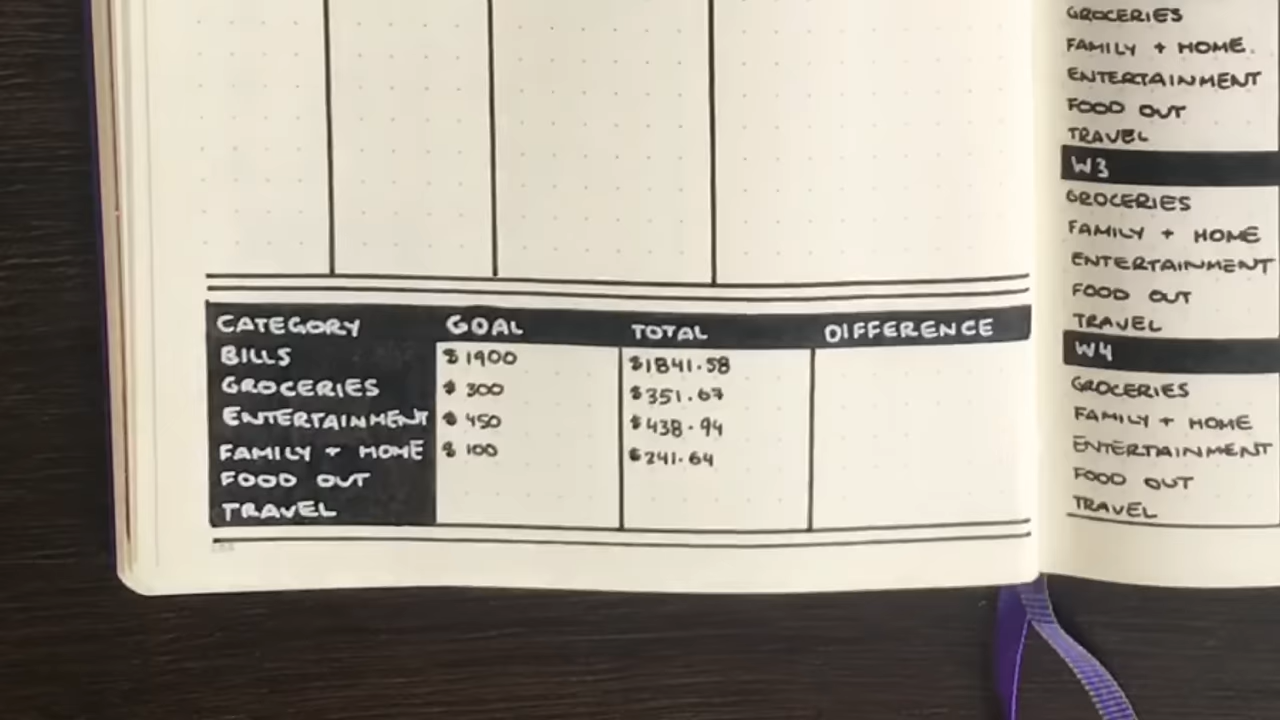 CATEGORY GOAL TOTAL DIFFERENCE
BILLS $1900 $1841.58
GROCERIES $300 $351.67
ENTERTAINMENT $450 $438.94
FAMILY + HOME $100 $241.64
FOOD OUT
TRAVEL
GROCERIES
FAMILY + HOME
ENTERTAINMENT
FOOD OUT
TRAVEL
W3
GROCERIES
FAMILY + HOME
ENTERTAINMENT
FOOD OUT
TRAVEL
W4
GROCERIES
FAMILY + HOME
ENTERTAINMENT
FOOD OUT
TRAVEL